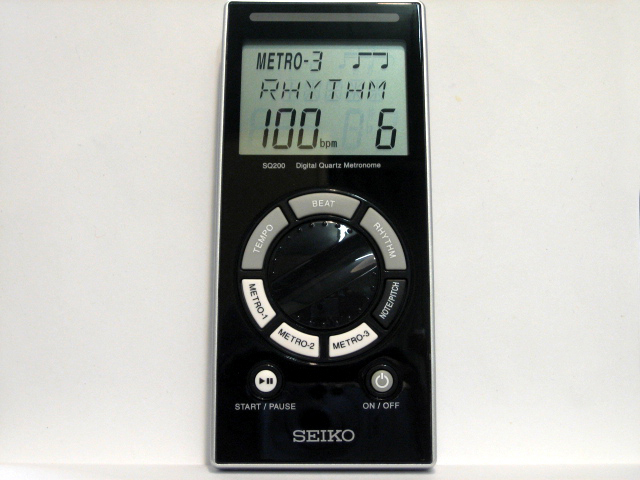 METRO-3
RHYTHM
100 bpm 6
SQ200 Digital Quartz Metronome
BEAT
TEMPO
RHYTHM
METRO-1
NOTE/PITCH
METRO-2
METRO-3
START / PAUSE
ON / OFF
SEIKO